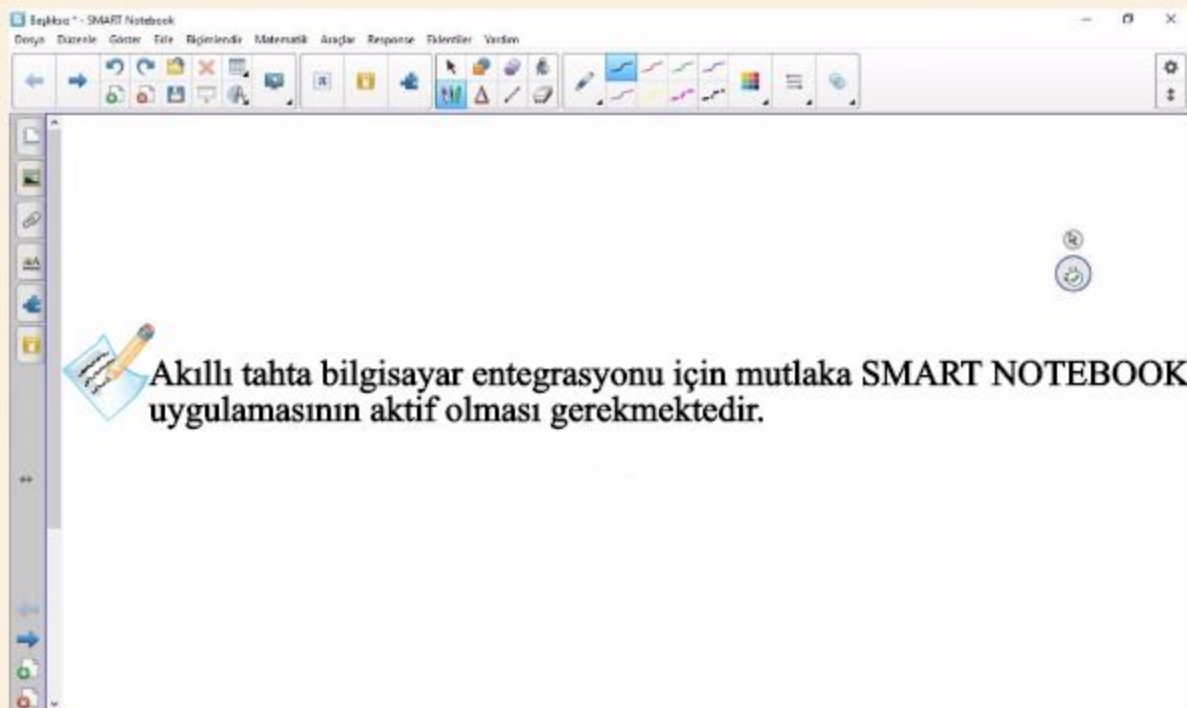 Başlıksız * - SMART Notebook
Dosya Düzenle Göster Ekle Biçimlendir Matematik Araçlar Response Eklentiler Yardım
Akıllı tahta bilgisayar entegrasyonu için mutlaka SMART NOTEBOOK
uygulamasının aktif olması gerekmektedir.